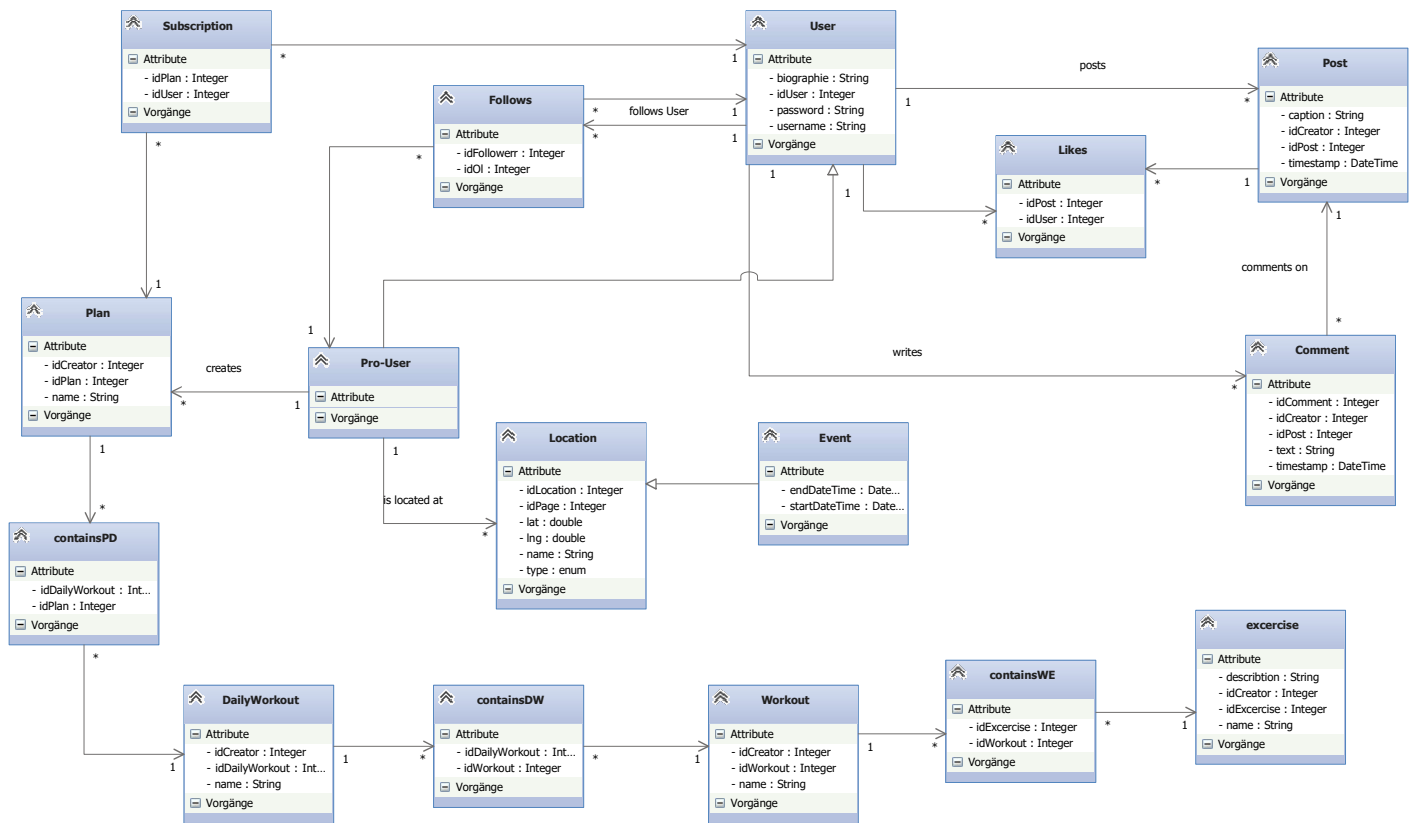 Subscription
Attribute
- idPlan : Integer
- idUser : Integer
Vorgänge
*
1
*
1
User
Attribute
- biographie : String
- idUser : Integer
- password : String
- username : String
Vorgänge
posts
1
*
Post
Attribute
- caption : String
- idCreator : Integer
- idPost : Integer
- timestamp : DateTime
Vorgänge
Follows
Attribute
- idFollowerr : Integer
- idOl : Integer
Vorgänge
*
1
follows User
*
1
*
1
1
1
Likes
Attribute
- idPost : Integer
- idUser : Integer
Vorgänge
*
1
*
1
comments on
*
Plan
Attribute
- idCreator : Integer
- idPlan : Integer
- name : String
Vorgänge
creates
*
1
Pro-User
Attribute
Vorgänge
writes
*
Comment
Attribute
- idComment : Integer
- idCreator : Integer
- idPost : Integer
- text : String
- timestamp : DateTime
Vorgänge
1
*
1
is located at
*
Location
Attribute
- idLocation : Integer
- idPage : Integer
- lat : double
- lng : double
- name : String
- type : enum
Vorgänge
Event
Attribute
- endDateTime : Date...
- startDateTime : Date...
Vorgänge
containsPD
Attribute
- idDailyWorkout : Int...
- idPlan : Integer
Vorgänge
*
1
DailyWorkout
Attribute
- idCreator : Integer
- idDailyWorkout : Int...
- name : String
Vorgänge
1
*
containsDW
Attribute
- idDailyWorkout : Int...
- idWorkout : Integer
Vorgänge
*
1
Workout
Attribute
- idCreator : Integer
- idWorkout : Integer
- name : String
Vorgänge
1
*
containsWE
Attribute
- idExcercise : Integer
- idWorkout : Integer
Vorgänge
*
1
excercise
Attribute
- describtion : String
- idCreator : Integer
- idExcercise : Integer
- name : String
Vorgänge